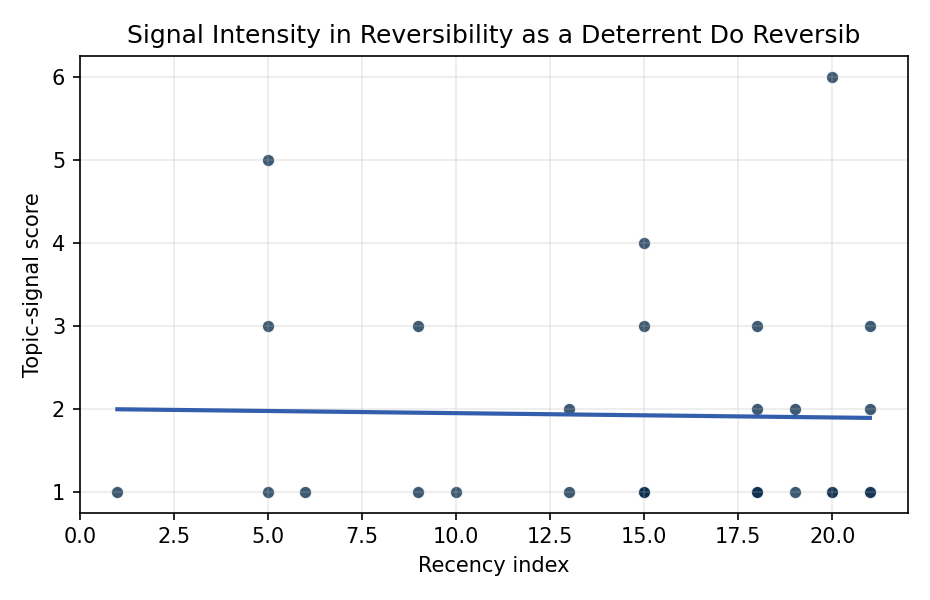 Signal Intensity in Reversibility as a Deterrent Do Reversib
6
5
4
3
2
1
Topic-signal score
0.0 2.5 5.0 7.5 10.0 12.5 15.0 17.5 20.0
Recency index